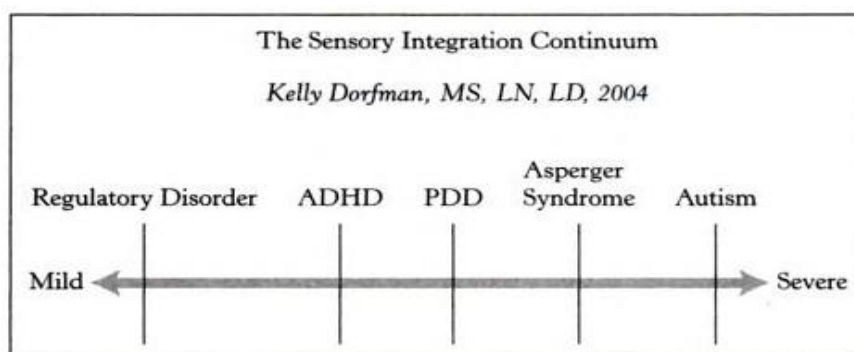 The Sensory Integration Continuum
Kelly Dorfman, MS, LN, LD, 2004
Regulatory Disorder ADHD PDD Asperger Syndrome Autism
Mild Severe